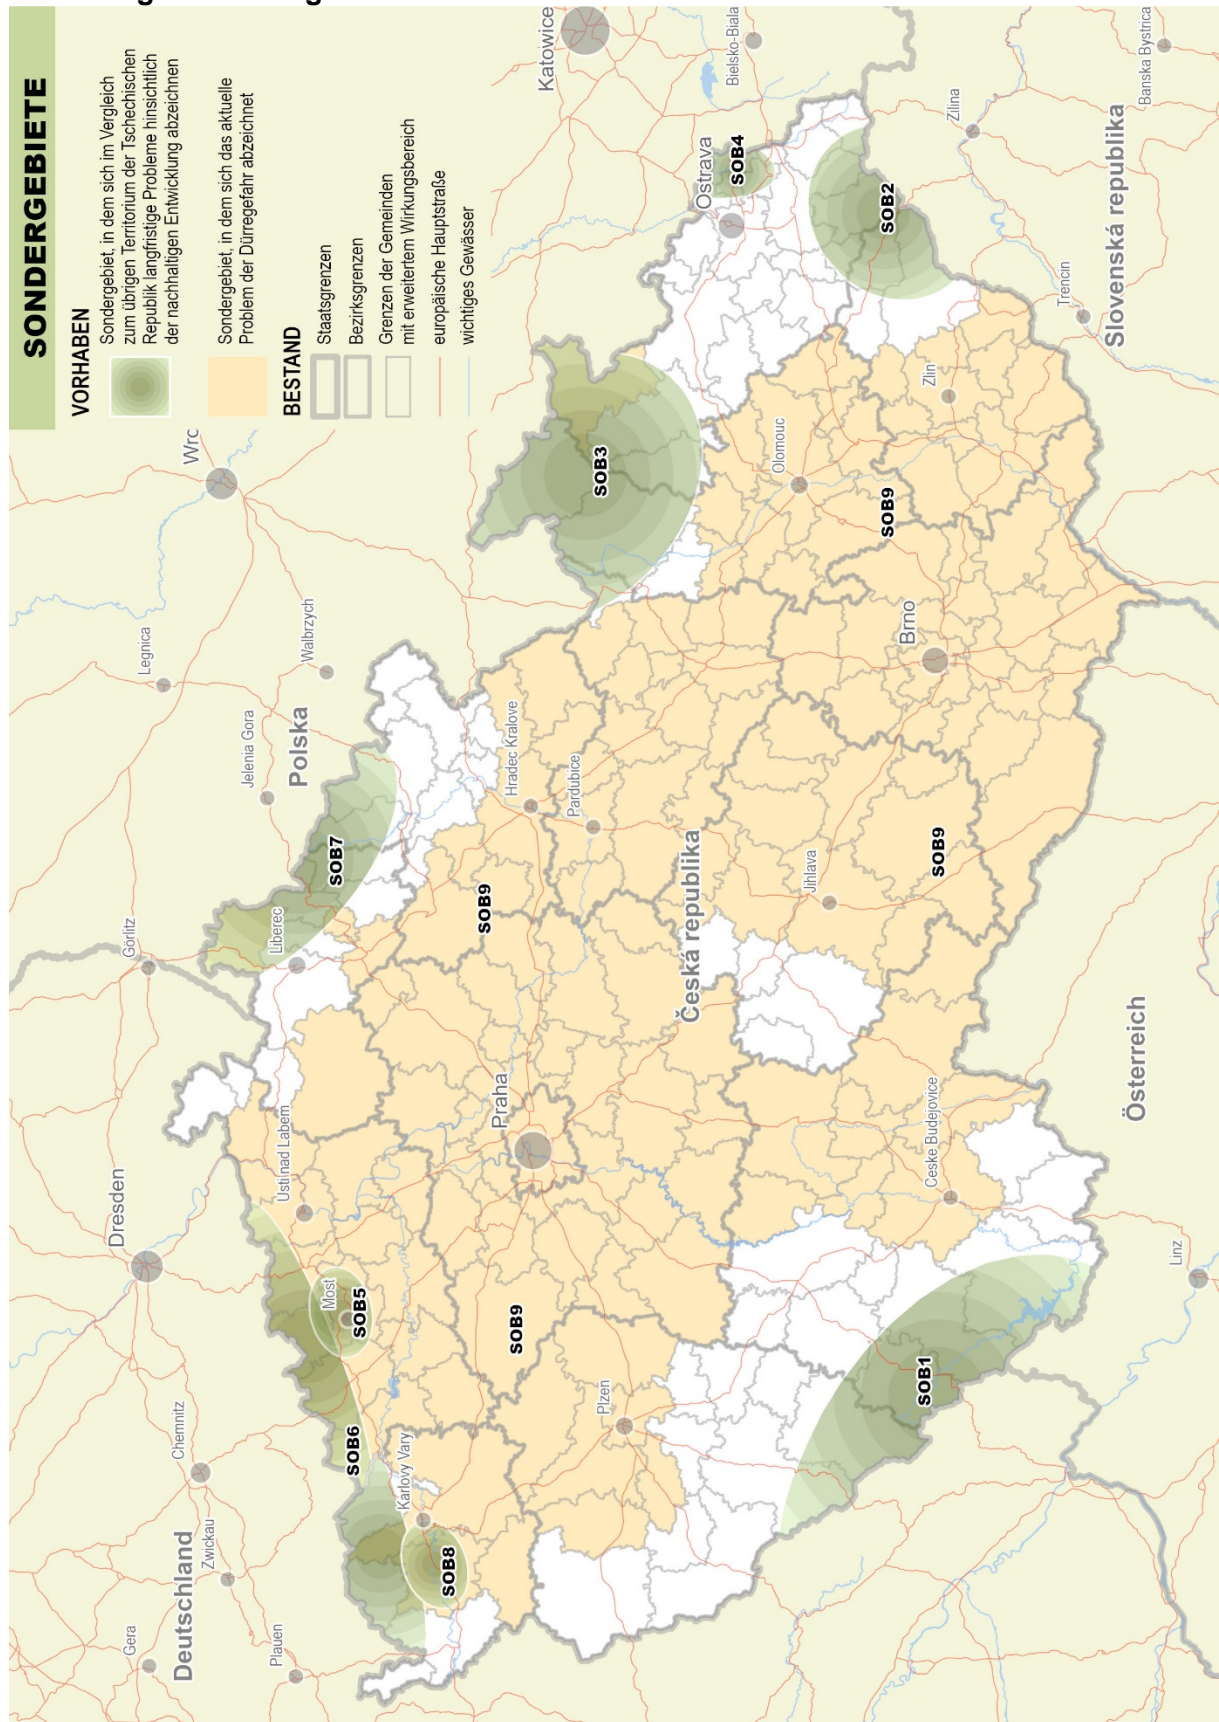 SONDERGEBIETE
VORHABEN
Sondergebiet, in dem sich im Vergleich
zum übrigen Territorium der Tschechischen
Republik langfristige Probleme hinsichtlich
der nachhaltigen Entwicklung abzeichnen
Sondergebiet, in dem sich das aktuelle
Problem der Dürregefahr abzeichnet
BESTAND
Staatsgrenzen
Bezirksgrenzen
Grenzen der Gemeinden
mit erweitertem Wirkungsbereich
europäische Hauptstraße
wichtiges Gewässer
Gera
Plauen
Deutschland
Zwickau
Chemnitz
Dresden
Görlitz
Legnica
Jelenia Gora
Walbrzych
Polska
Wrc
Katowice
Bielsko-Biala
Banska Bystrica
Zilina
Trencin
Slovenská republika
Österreich
Linz
Česká republika
Karlovy Vary
Most
Usti nad Labem
Liberec
Praha
Plzen
Ceske Budejovice
Hradec Kralove
Pardubice
Jihlava
Brno
Olomouc
Zlin
Ostrava
SOB1
SOB2
SOB3
SOB4
SOB5
SOB6
SOB7
SOB8
SOB9
SOB9
SOB9
SOB9